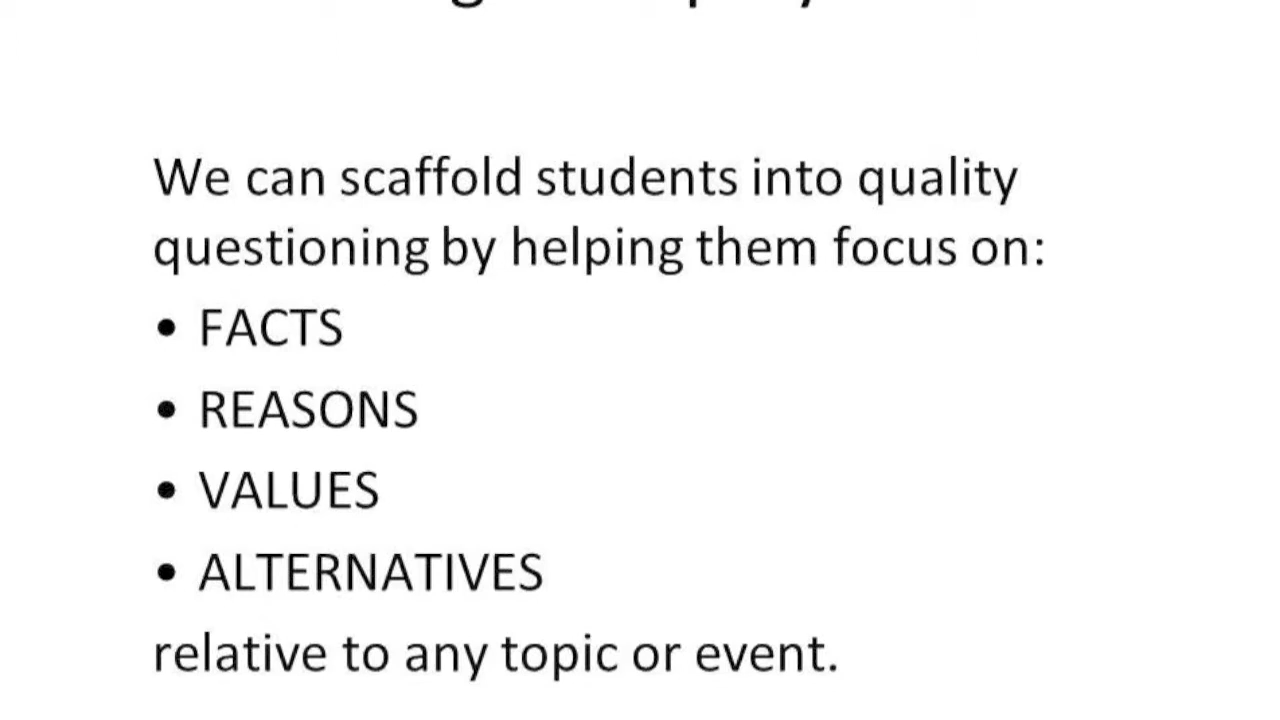 We can scaffold students into quality
questioning by helping them focus on:
• FACTS
• REASONS
• VALUES
• ALTERNATIVES
relative to any topic or event.